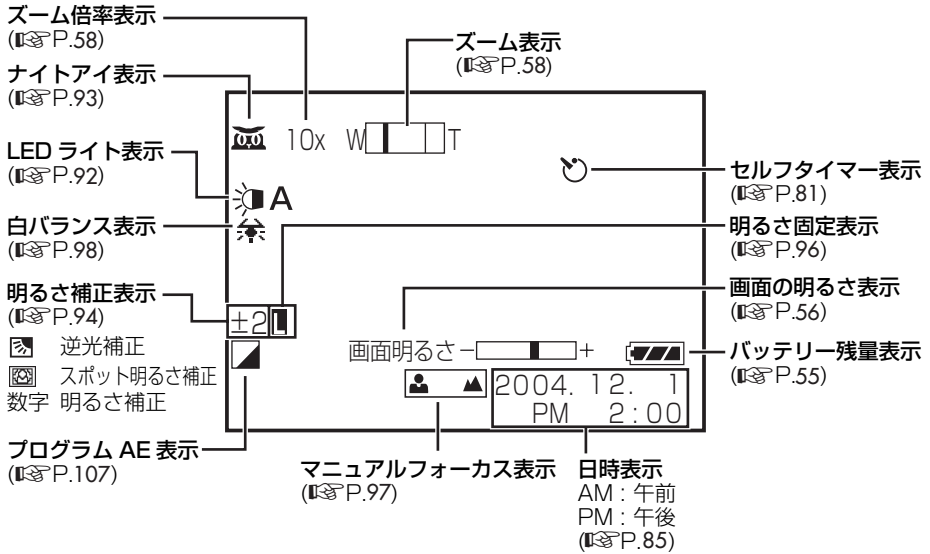 ズーム倍率表示
(☞P.58)
ズーム表示
(☞P.58)
ナイトアイ表示
(☞P.93)
LED ライト表示
(☞P.92)
白バランス表示
(☞P.98)
明るさ補正表示
(☞P.94)
逆光補正
スポット明るさ補正
数字 明るさ補正
プログラム AE 表示
(☞P.107)
10x W T
A
±2 L
画面明るさ − +
2004. 12. 1
PM 2:00
セルフタイマー表示
(☞P.81)
明るさ固定表示
(☞P.96)
画面の明るさ表示
(☞P.56)
バッテリー残量表示
(☞P.55)
マニュアルフォーカス表示
(☞P.97)
日時表示
AM : 午前
PM : 午後
(☞P.85)